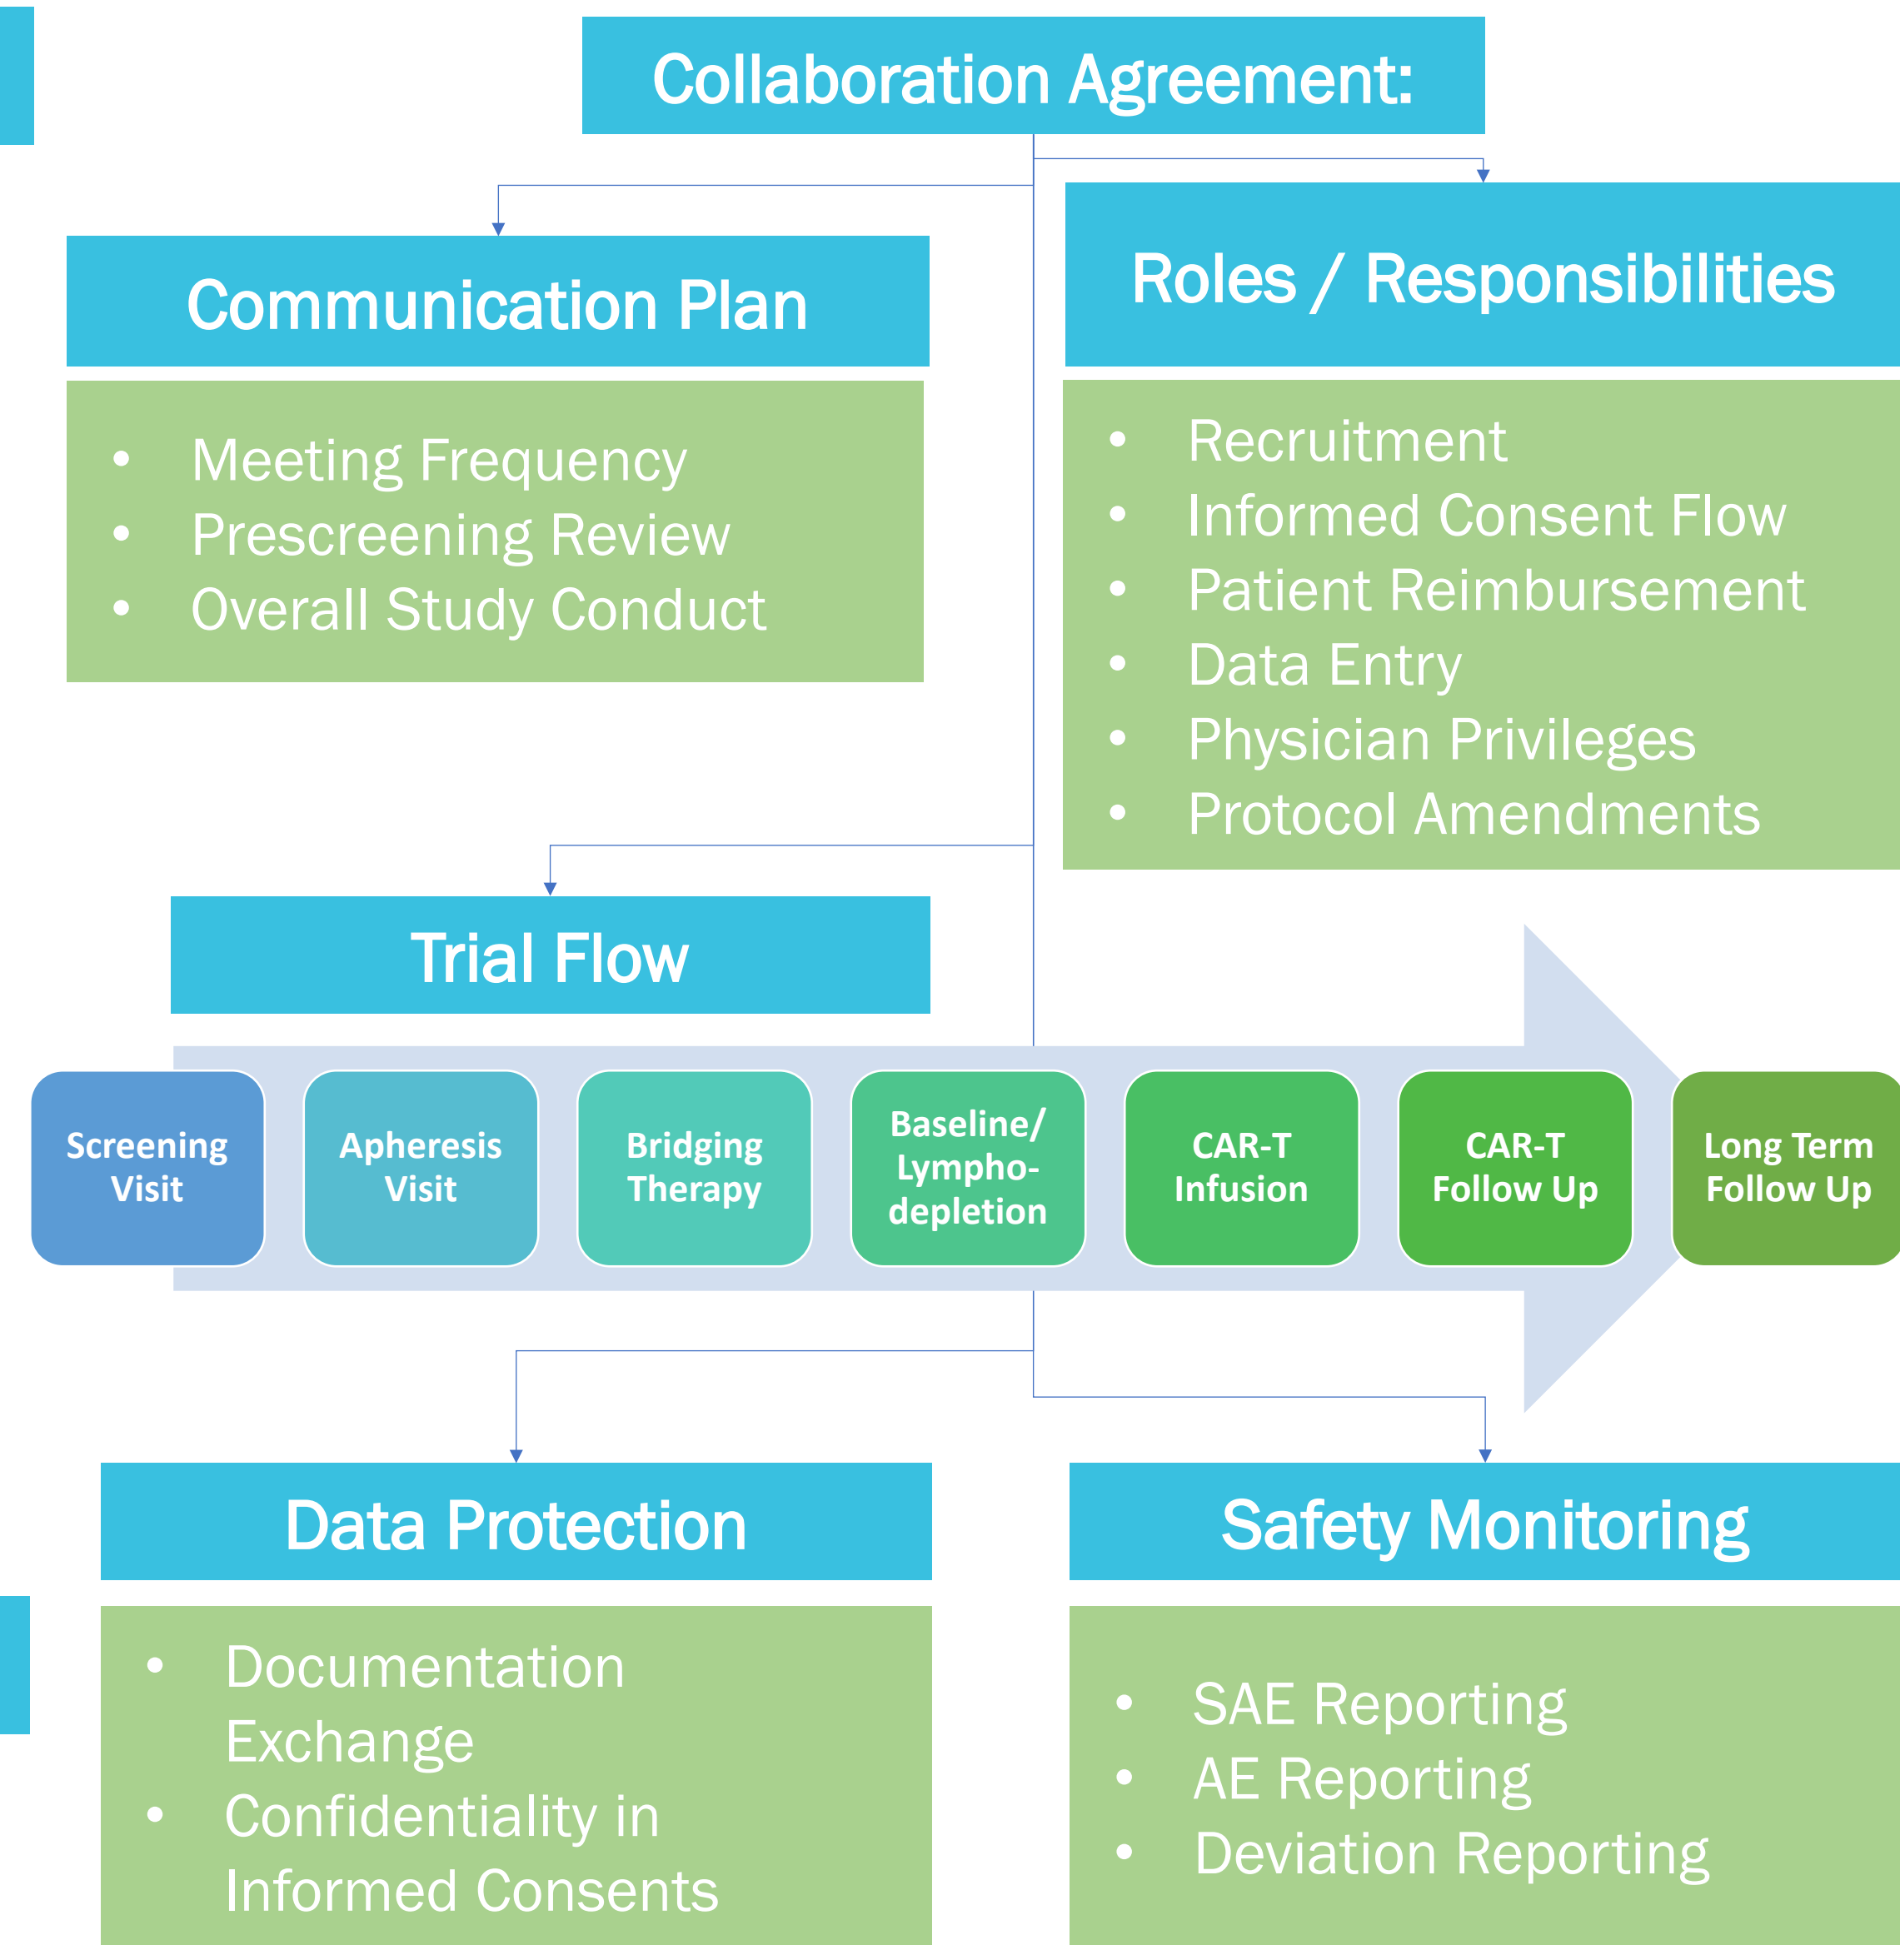 Collaboration Agreement:
Communication Plan
• Meeting Frequency
• Prescreening Review
• Overall Study Conduct
Roles / Responsibilities
• Recruitment
• Informed Consent Flow
• Patient Reimbursement
• Data Entry
• Physician Privileges
• Protocol Amendments
Trial Flow
Screening
Visit
Apheresis
Visit
Bridging
Therapy
Baseline/
Lympho-
depletion
CAR-T
Infusion
CAR-T
Follow Up
Long Term
Follow Up
Data Protection
• Documentation
Exchange
• Confidentiality in
Informed Consents
Safety Monitoring
• SAE Reporting
• AE Reporting
• Deviation Reporting